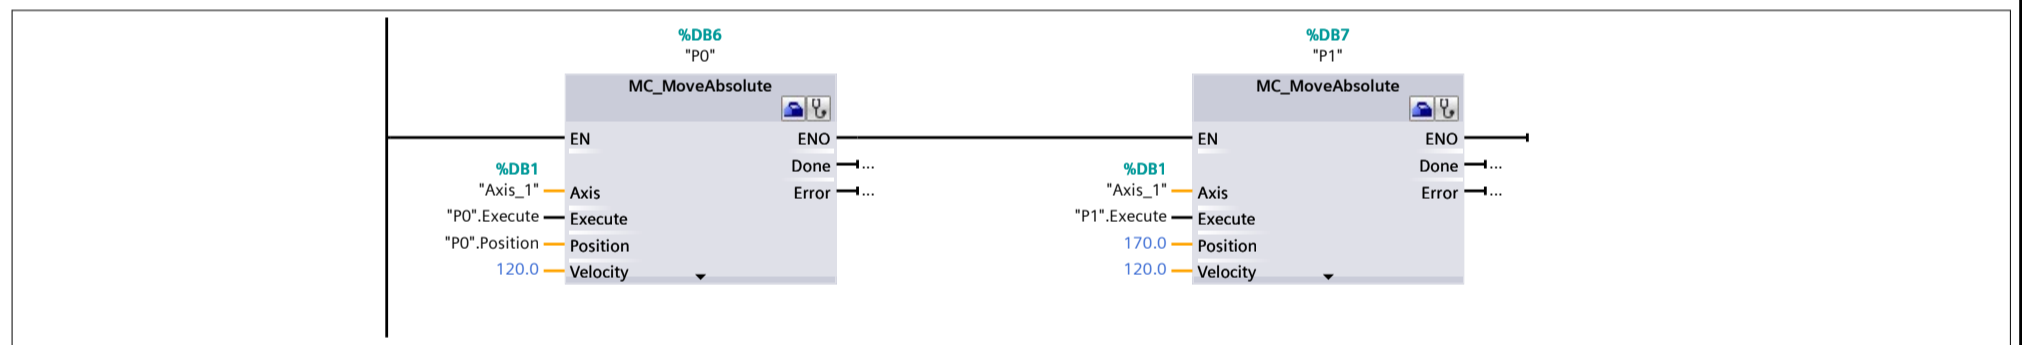 %DB6
"P0"
MC_MoveAbsolute
EN
ENO
Done
...
%DB1
"Axis_1"
Axis
Error
...
"P0".Execute
Execute
"P0".Position
Position
120.0
Velocity
%DB7
"P1"
MC_MoveAbsolute
EN
ENO
Done
...
%DB1
"Axis_1"
Axis
Error
...
"P1".Execute
Execute
170.0
Position
120.0
Velocity